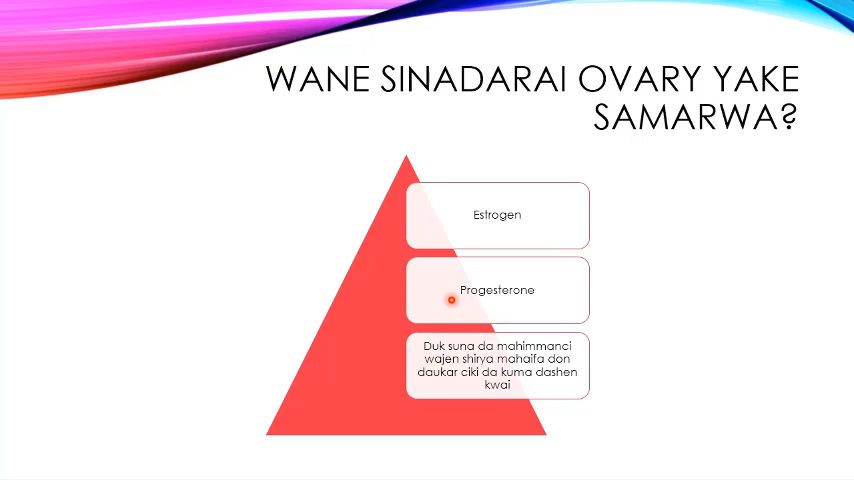 WANE SINADARAI OVARY YAKE
SAMARWA?
Estrogen
Progesterone
Duk suna da mahimmanci
wajen shirya mahaifa don
daukar ciki da kuma dashen
kwai